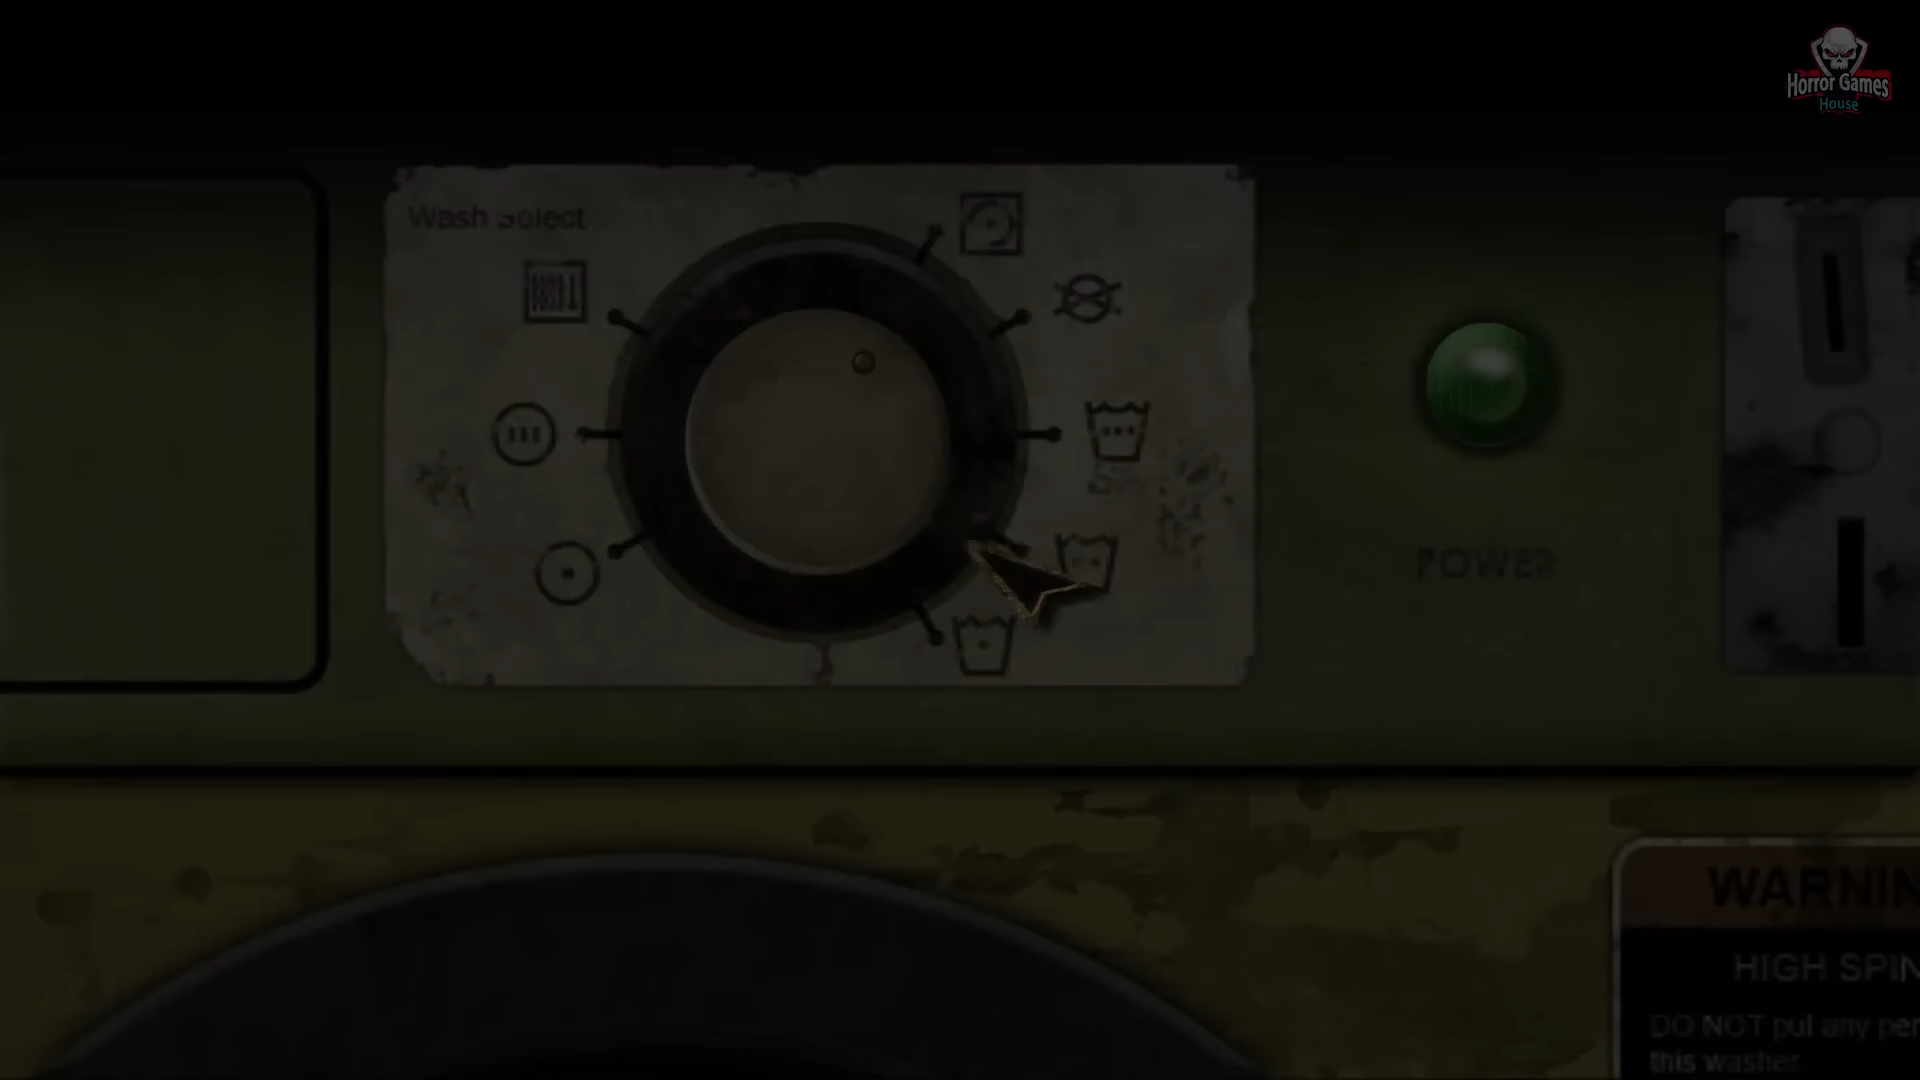 Horror Games
House
Wash Select
POWER
WARNIN
HIGH SPIN
DO NOT put any per
this washer